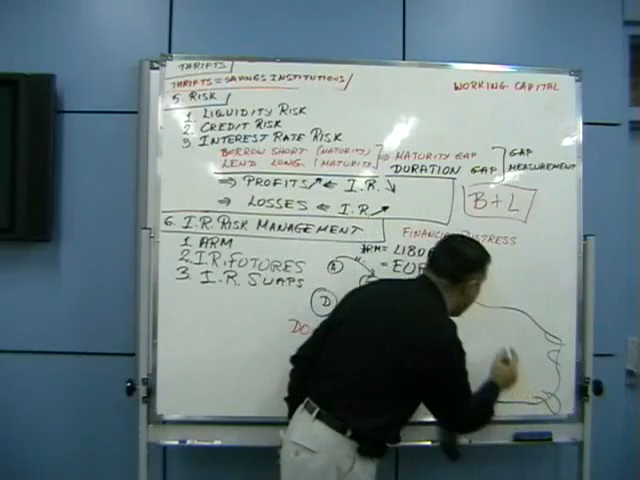 THRIFTS
THRIFTS = SAVINGS INSTITUTIONS
WORKING CAPITAL
5. RISK
1. LIQUIDITY RISK
2. CREDIT RISK
3. INTEREST RATE RISK
BORROW SHORT (MATURITY)
LEND LONG. (MATURITY)
⇒ MATURITY GAP
DURATION GAP
GAP MEASUREMENT
⇒ PROFITS ↗ ⇐ I.R. ↘
⇒ LOSSES ⇐ I.R. ↗
B + L
6. I.R. RISK MANAGEMENT
FINANCIAL DISTRESS
1. ARM
2. I.R. FUTURES
3. I.R. SWAPS
D
DO